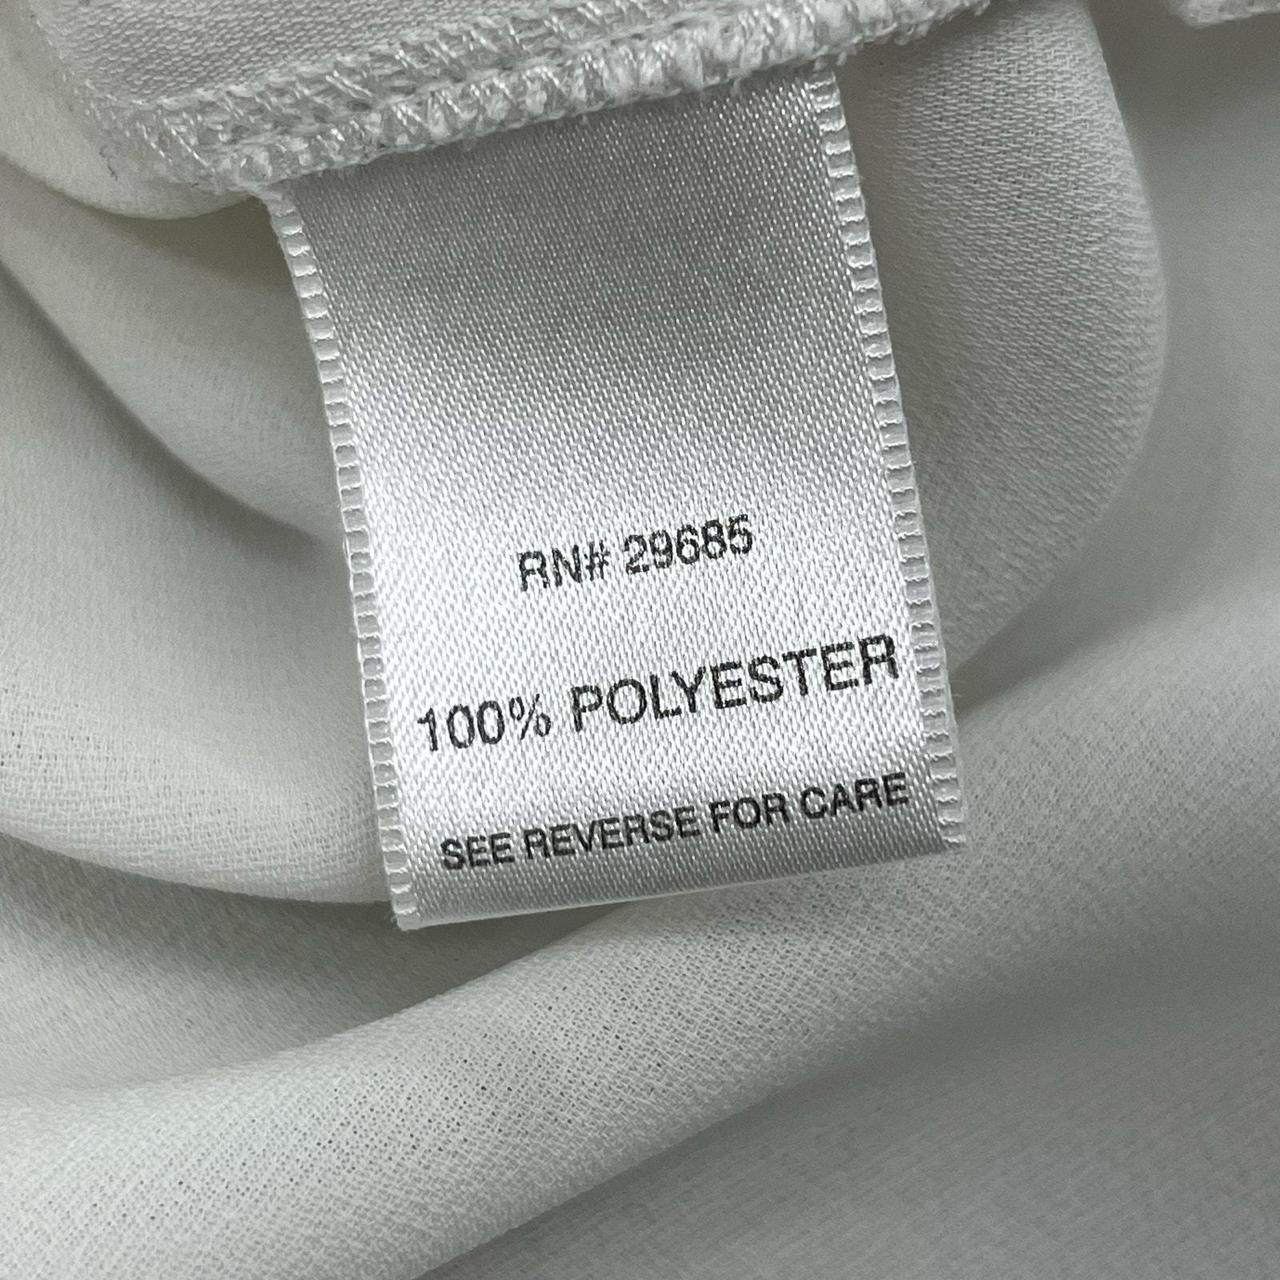 RN# 29685
100% POLYESTER
SEE REVERSE FOR CARE